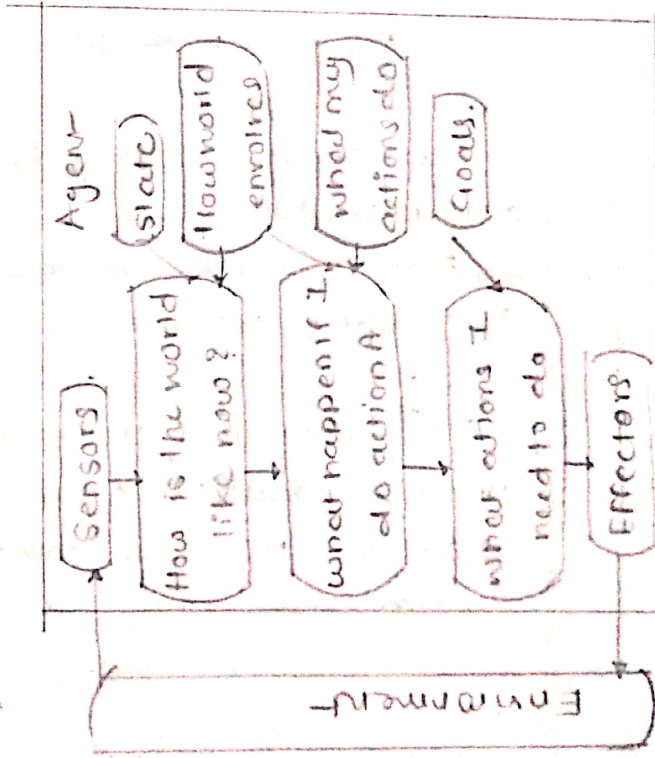 Agent
Sensors.
State
How is the world
like now?
How world
envolves
What happen if I
do action A
what my
actions do
What actions I
need to do
Goals.
Effectors
Environment